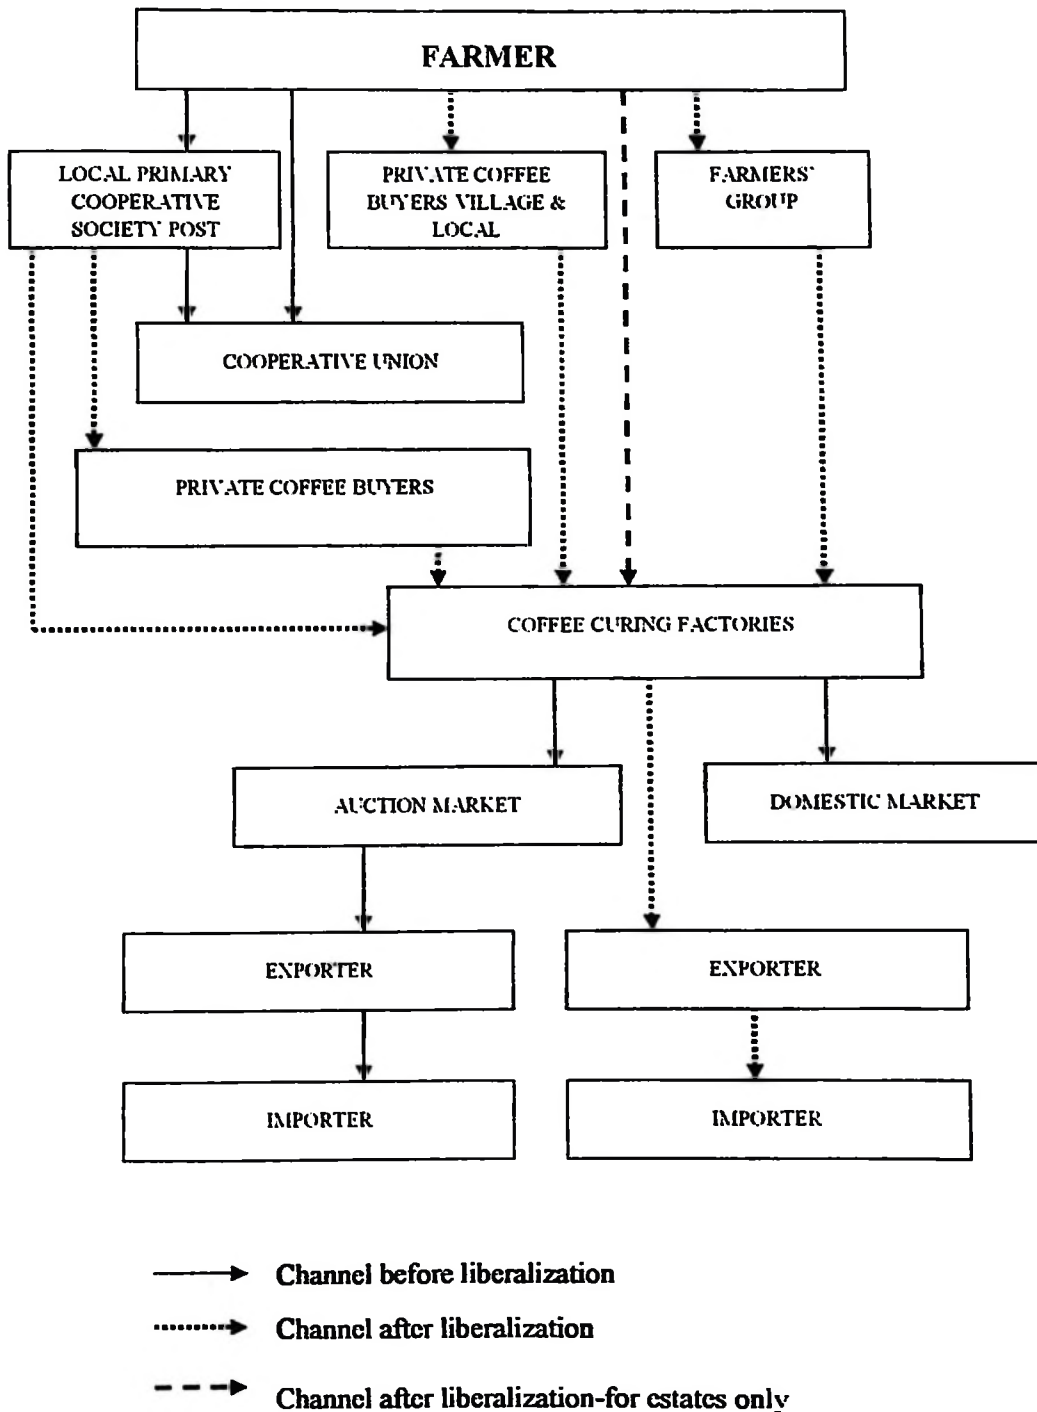 FARMER
LOCAL PRIMARY
COOPERATIVE
SOCIETY POST
PRIVATE COFFEE
BUYERS VILLAGE &
LOCAL
FARMERS'
GROUP
COOPERATIVE UNION
PRIVATE COFFEE BUYERS
COFFEE CURING FACTORIES
AUCTION MARKET
DOMESTIC MARKET
EXPORTER
EXPORTER
IMPORTER
IMPORTER
Channel before liberalization
Channel after liberalization
Channel after liberalization-for estates only